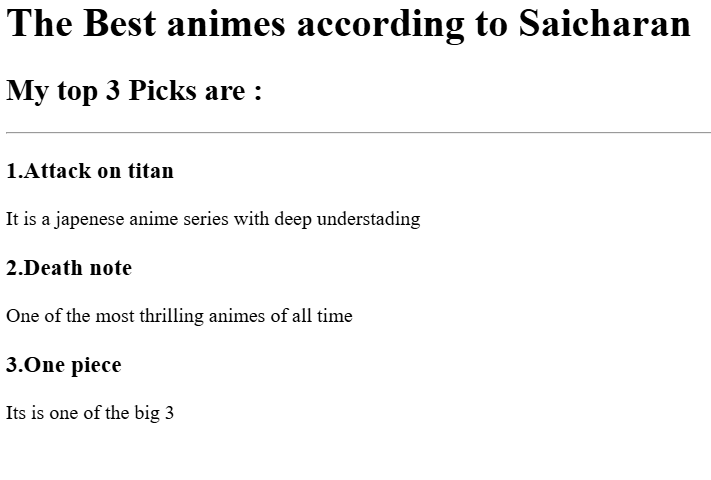 The Best animes according to Saicharan
My top 3 Picks are :
1.Attack on titan
It is a japenese anime series with deep understading
2.Death note
One of the most thrilling animes of all time
3.One piece
Its is one of the big 3